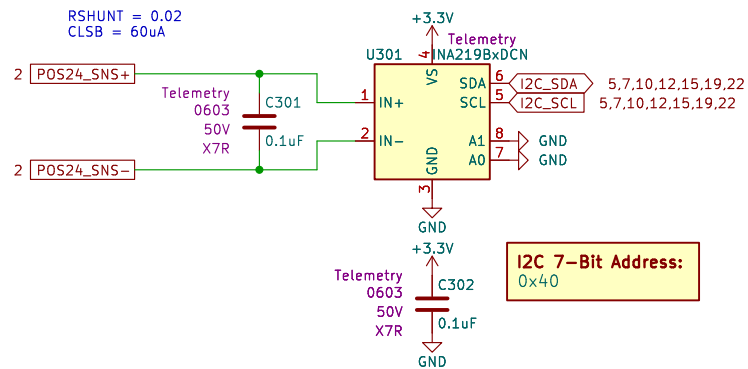 RSHUNT = 0.02
CLSB = 60uA
+3.3V
Telemetry
U301
INA219BxDCN
4
VS
2
POS24_SNS+
Telemetry
0603
50V
X7R
C301
0.1uF
1
IN+
2
IN-
SDA
6
I2C_SDA
5,7,10,12,15,19,22
SCL
5
I2C_SCL
5,7,10,12,15,19,22
A1
8
GND
A0
7
GND
2
POS24_SNS-
GND
3
GND
+3.3V
Telemetry
0603
50V
X7R
C302
0.1uF
GND
I2C 7-Bit Address:
0x40